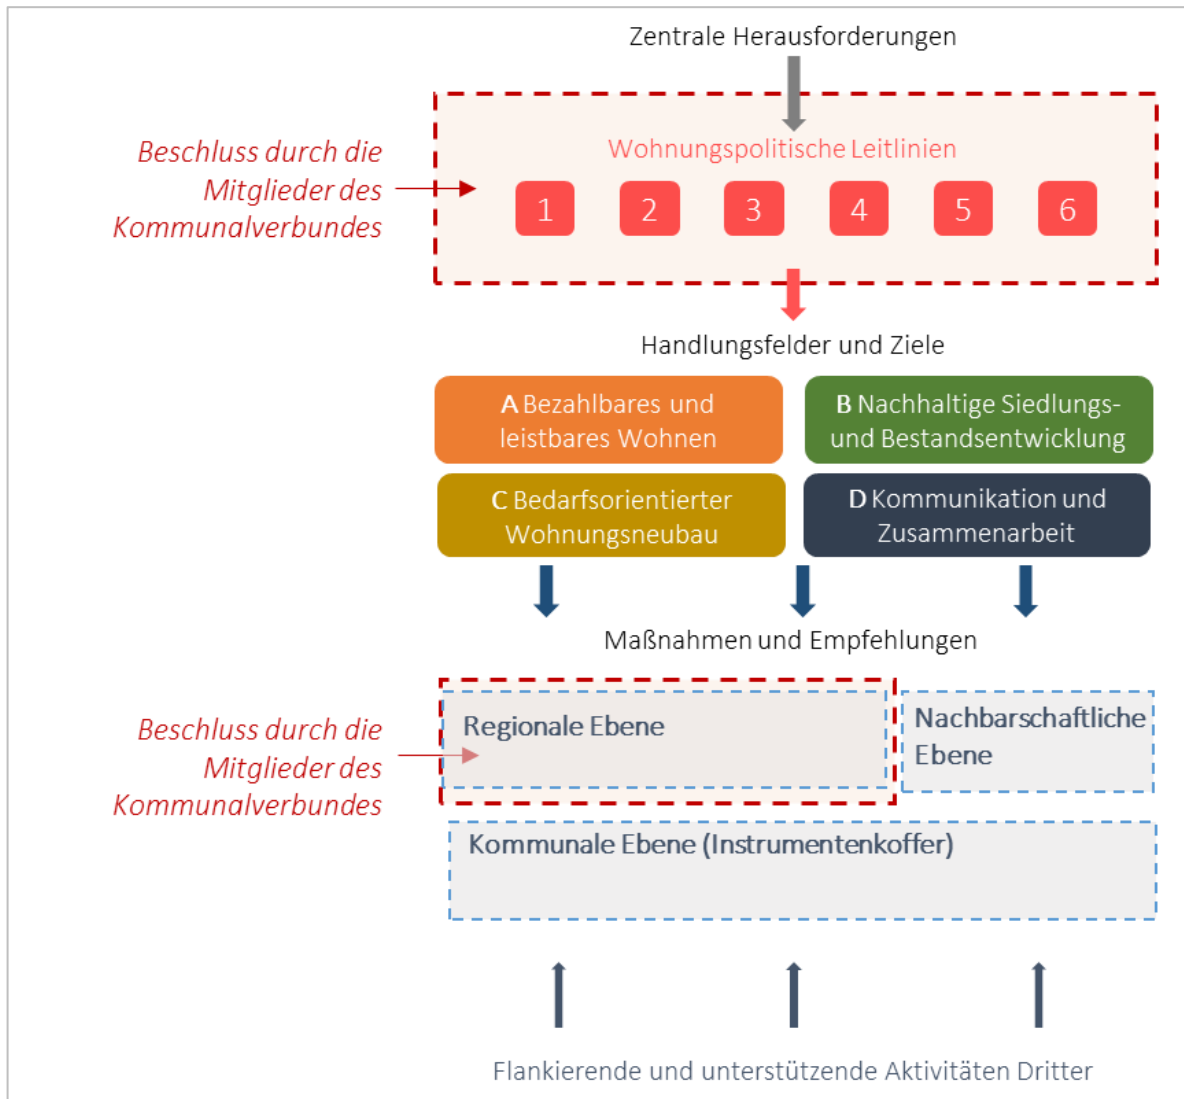 Zentrale Herausforderungen
Beschluss durch die
Mitglieder des
Kommunalverbundes
Wohnungspolitische Leitlinien
1 2 3 4 5 6
Handlungsfelder und Ziele
A Bezahlbares und
leistbares Wohnen
B Nachhaltige Siedlungs-
und Bestandsentwicklung
C Bedarfsorientierter
Wohnungsneubau
D Kommunikation und
Zusammenarbeit
Maßnahmen und Empfehlungen
Beschluss durch die
Mitglieder des
Kommunalverbundes
Regionale Ebene
Nachbarschaftliche
Ebene
Kommunale Ebene (Instrumentenkoffer)
Flankierende und unterstützende Aktivitäten Dritter